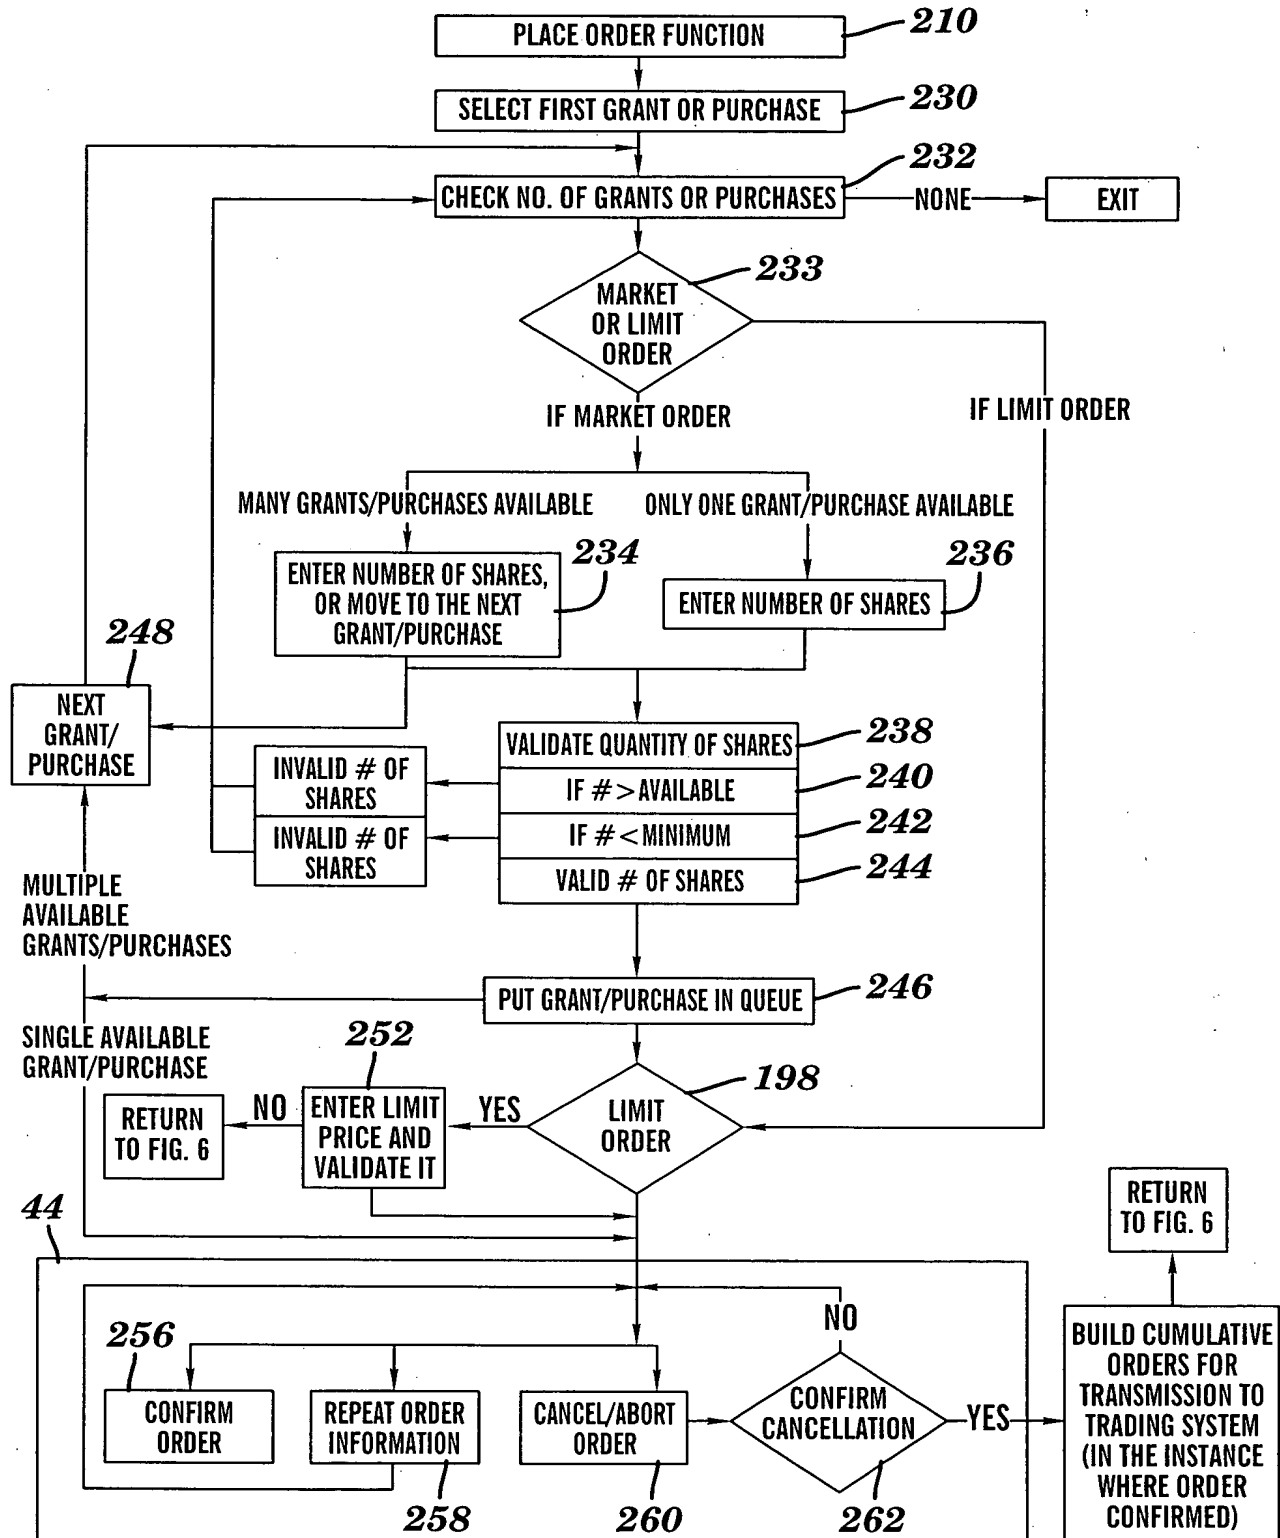 PLACE ORDER FUNCTION
210
SELECT FIRST GRANT OR PURCHASE
230
CHECK NO. OF GRANTS OR PURCHASES
232
NONE
EXIT
MARKET
OR LIMIT
ORDER
233
IF MARKET ORDER
IF LIMIT ORDER
MANY GRANTS/PURCHASES AVAILABLE
ONLY ONE GRANT/PURCHASE AVAILABLE
ENTER NUMBER OF SHARES,
OR MOVE TO THE NEXT
GRANT/PURCHASE
234
ENTER NUMBER OF SHARES
236
248
NEXT
GRANT/
PURCHASE
VALIDATE QUANTITY OF SHARES
238
INVALID # OF
SHARES
IF #>AVAILABLE
240
INVALID # OF
SHARES
IF #<MINIMUM
242
VALID # OF SHARES
244
MULTIPLE
AVAILABLE
GRANTS/PURCHASES
PUT GRANT/PURCHASE IN QUEUE
246
SINGLE AVAILABLE
GRANT/PURCHASE
252
198
LIMIT
ORDER
YES
ENTER LIMIT
PRICE AND
VALIDATE IT
NO
RETURN
TO FIG. 6
44
RETURN
TO FIG. 6
256
CONFIRM
ORDER
REPEAT ORDER
INFORMATION
258
CANCEL/ABORT
ORDER
260
NO
CONFIRM
CANCELLATION
262
YES
BUILD CUMULATIVE
ORDERS FOR
TRANSMISSION TO
TRADING SYSTEM
(IN THE INSTANCE
WHERE ORDER
CONFIRMED)